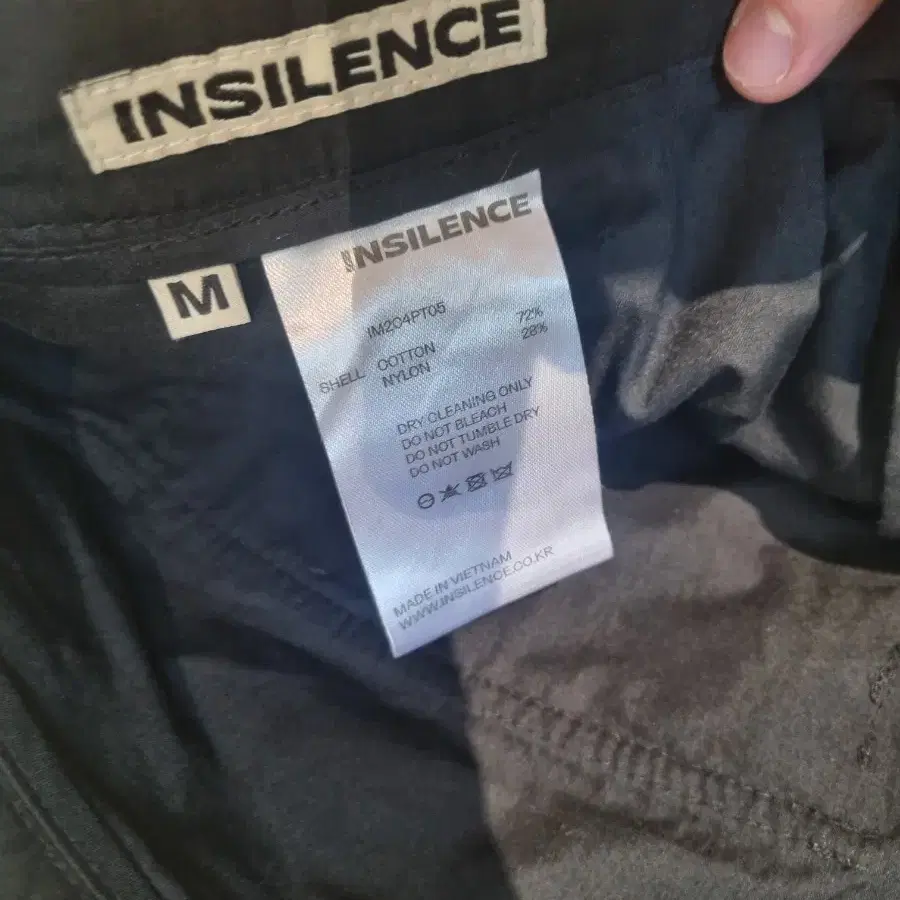 INSILENCE
M
INSILENCE
IM204PT05
SHELL COTTON 72%
NYLON 28%
DRY CLEANING ONLY
DO NOT BLEACH
DO NOT TUMBLE DRY
DO NOT WASH
MADE IN VIETNAM
WWW.INSILENCE.CO.KR